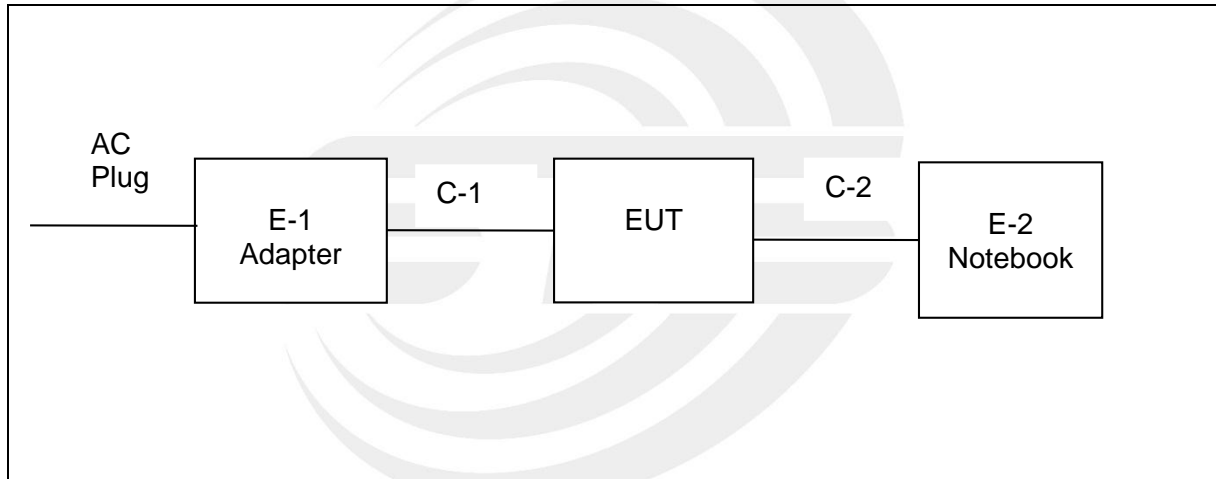 AC
Plug
E-1
Adapter
C-1
EUT
C-2
E-2
Notebook